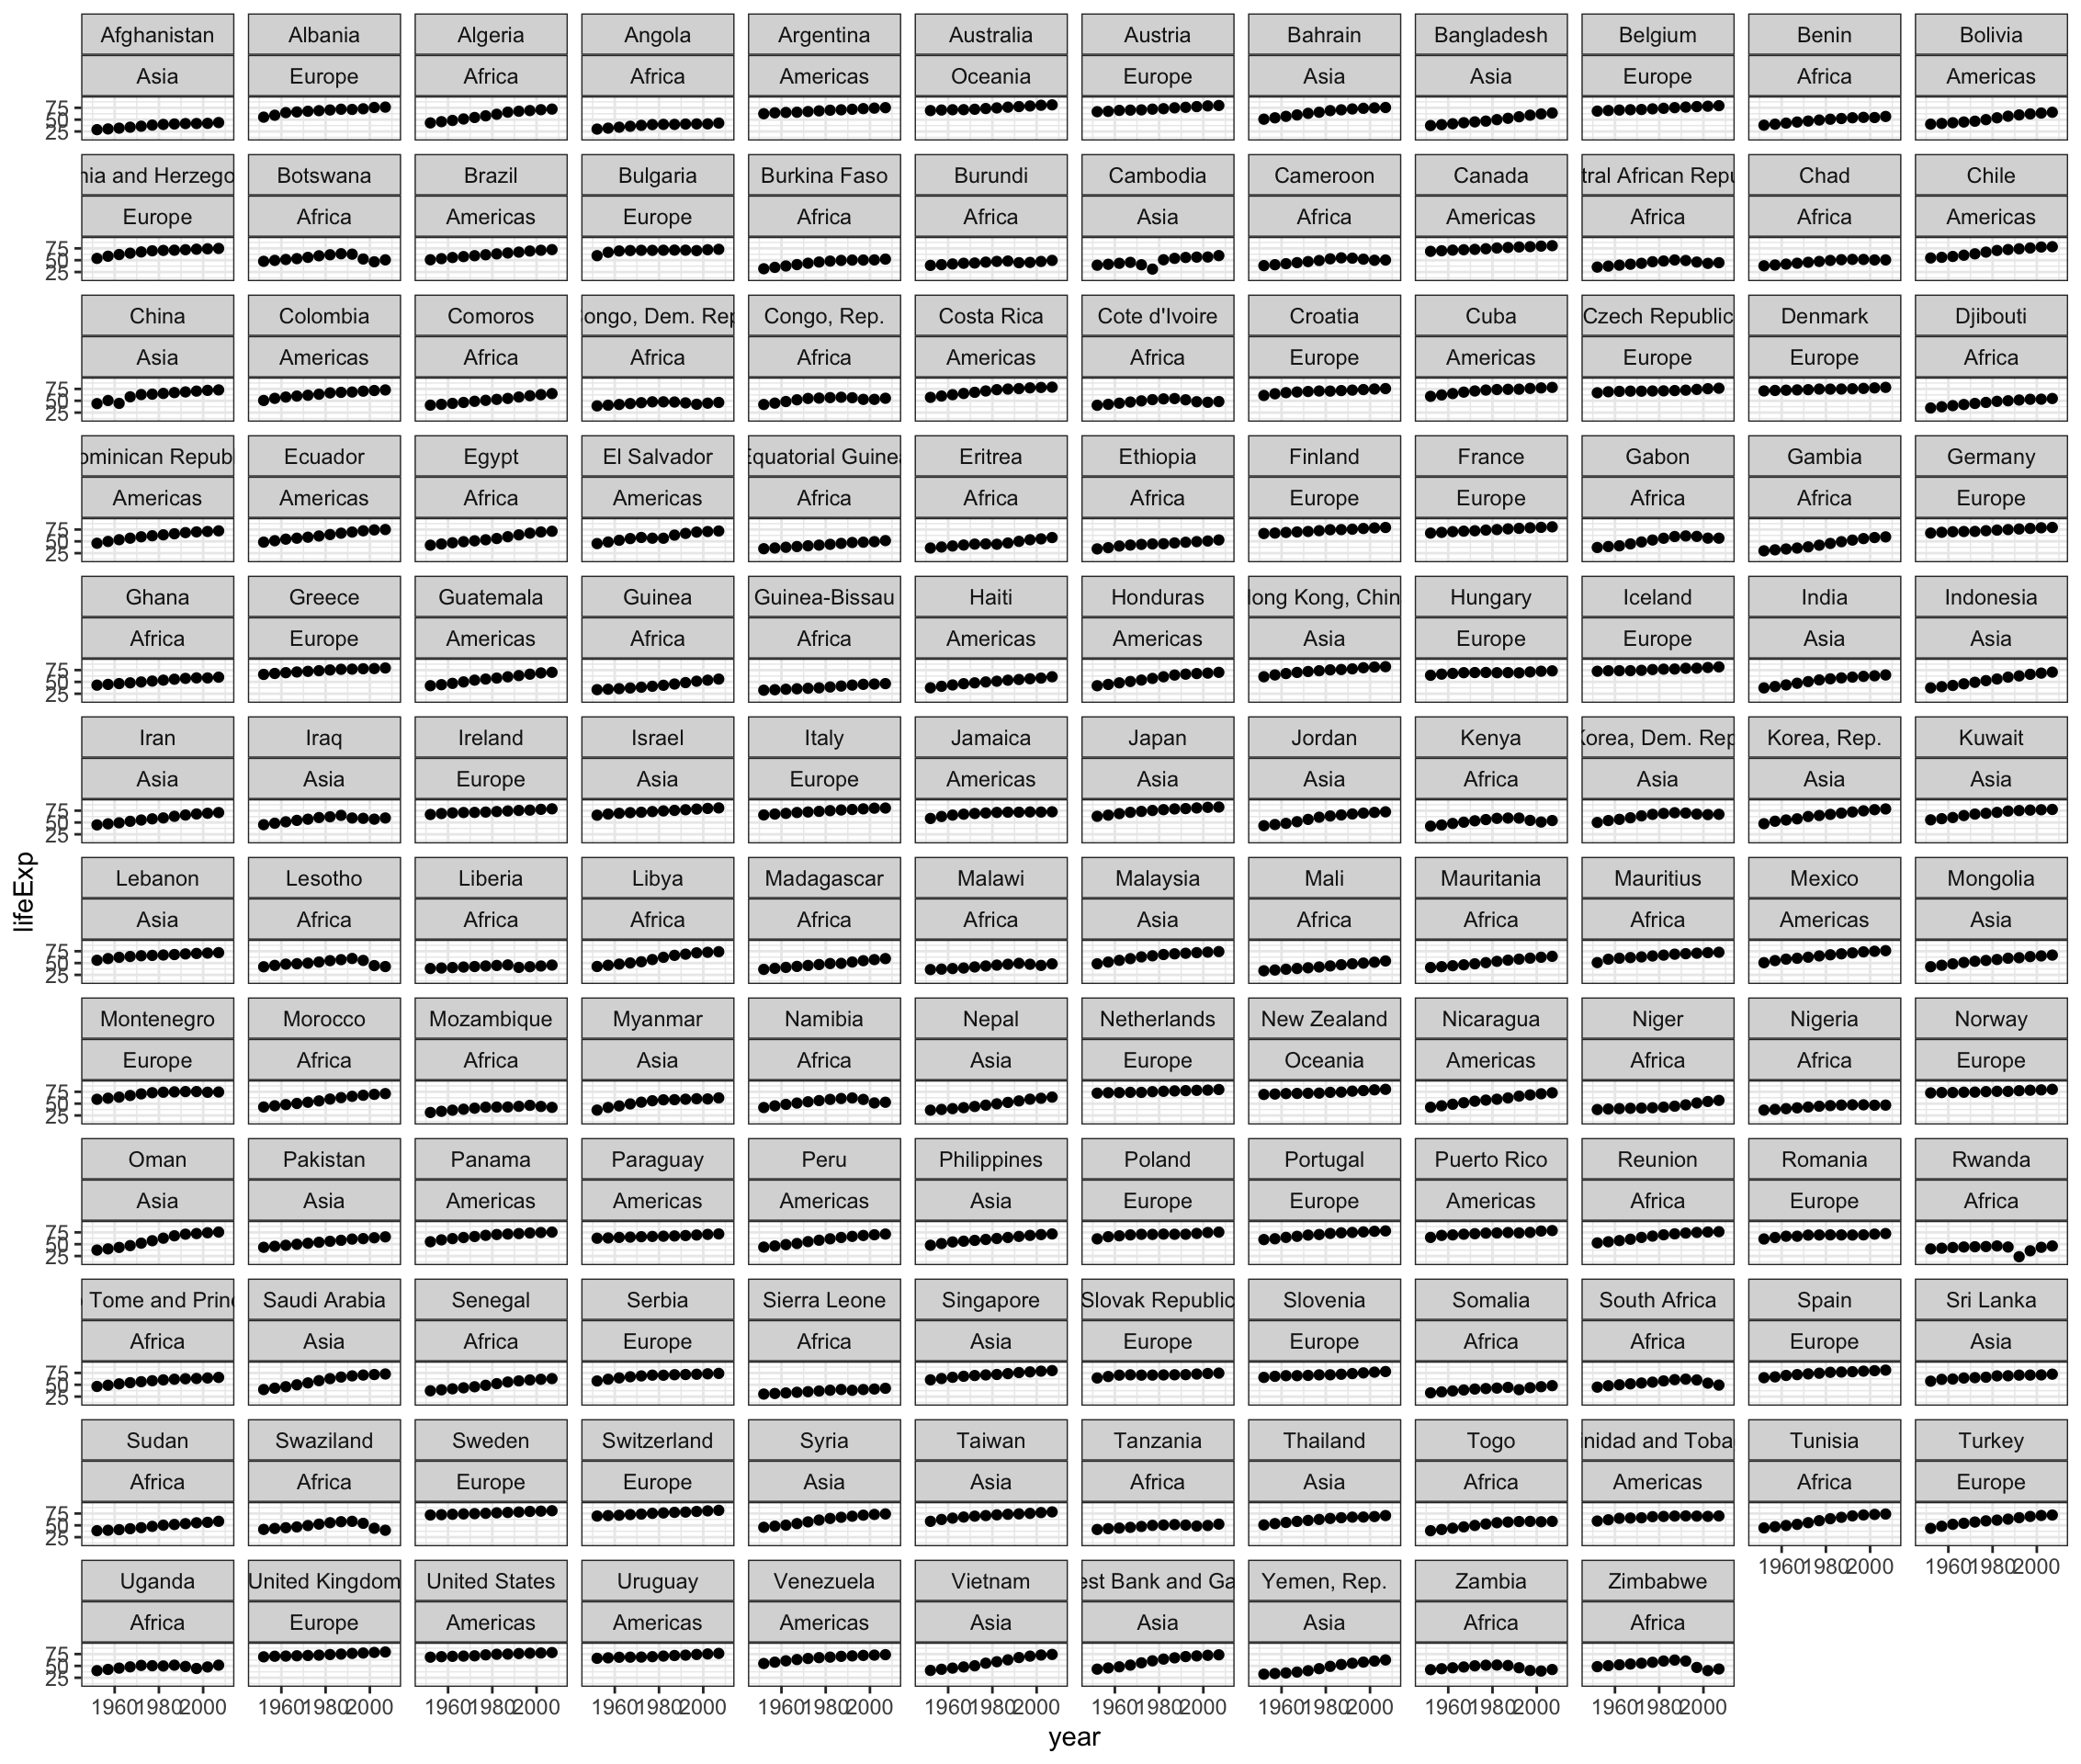 Afghanistan Albania Algeria Angola Argentina Australia Austria Bahrain Bangladesh Belgium Benin Bolivia
Asia Europe Africa Africa Americas Oceania Europe Asia Asia Europe Africa Americas
75 50 25
nia and Herzego Botswana Brazil Bulgaria Burkina Faso Burundi Cambodia Cameroon Canada tral African Repu Chad Chile
Europe Africa Americas Europe Africa Africa Asia Africa Americas Africa Africa Americas
75 50 25
China Colombia Comoros Congo, Dem. Rep Congo, Rep. Costa Rica Cote d'Ivoire Croatia Cuba Czech Republic Denmark Djibouti
Asia Americas Africa Africa Africa Americas Africa Europe Americas Europe Europe Africa
75 50 25
ominican Republ Ecuador Egypt El Salvador Equatorial Guinea Eritrea Ethiopia Finland France Gabon Gambia Germany
Americas Americas Africa Americas Africa Africa Africa Europe Europe Africa Africa Europe
75 50 25
Ghana Greece Guatemala Guinea Guinea-Bissau Haiti Honduras Hong Kong, Chin Hungary Iceland India Indonesia
Africa Europe Americas Africa Africa Americas Americas Asia Europe Europe Asia Asia
75 50 25
Iran Iraq Ireland Israel Italy Jamaica Japan Jordan Kenya Korea, Dem. Rep Korea, Rep. Kuwait
Asia Asia Europe Asia Europe Americas Asia Asia Africa Asia Asia Asia
75 50 25
lifeExp
Lebanon Lesotho Liberia Libya Madagascar Malawi Malaysia Mali Mauritania Mauritius Mexico Mongolia
Asia Africa Africa Africa Africa Africa Asia Africa Africa Africa Americas Asia
75 50 25
Montenegro Morocco Mozambique Myanmar Namibia Nepal Netherlands New Zealand Nicaragua Niger Nigeria Norway
Europe Africa Africa Asia Africa Asia Europe Oceania Americas Africa Africa Europe
75 50 25
Oman Pakistan Panama Paraguay Peru Philippines Poland Portugal Puerto Rico Reunion Romania Rwanda
Asia Asia Americas Americas Americas Asia Europe Europe Americas Africa Europe Africa
75 50 25
Tome and Princ Saudi Arabia Senegal Serbia Sierra Leone Singapore Slovak Republic Slovenia Somalia South Africa Spain Sri Lanka
Africa Asia Africa Europe Africa Asia Europe Europe Africa Africa Europe Asia
75 50 25
Sudan Swaziland Sweden Switzerland Syria Taiwan Tanzania Thailand Togo nidad and Toba Tunisia Turkey
Africa Africa Europe Europe Asia Asia Africa Asia Africa Americas Africa Europe
75 50 25
1960 1980 2000 1960 1980 2000
Uganda United Kingdom United States Uruguay Venezuela Vietnam est Bank and Ga Yemen, Rep. Zambia Zimbabwe
Africa Europe Americas Americas Americas Asia Asia Asia Africa Africa
75 50 25
1960 1980 2000 1960 1980 2000 1960 1980 2000 1960 1980 2000 1960 1980 2000 1960 1980 2000 1960 1980 2000 1960 1980 2000 1960 1980 2000 1960 1980 2000
year